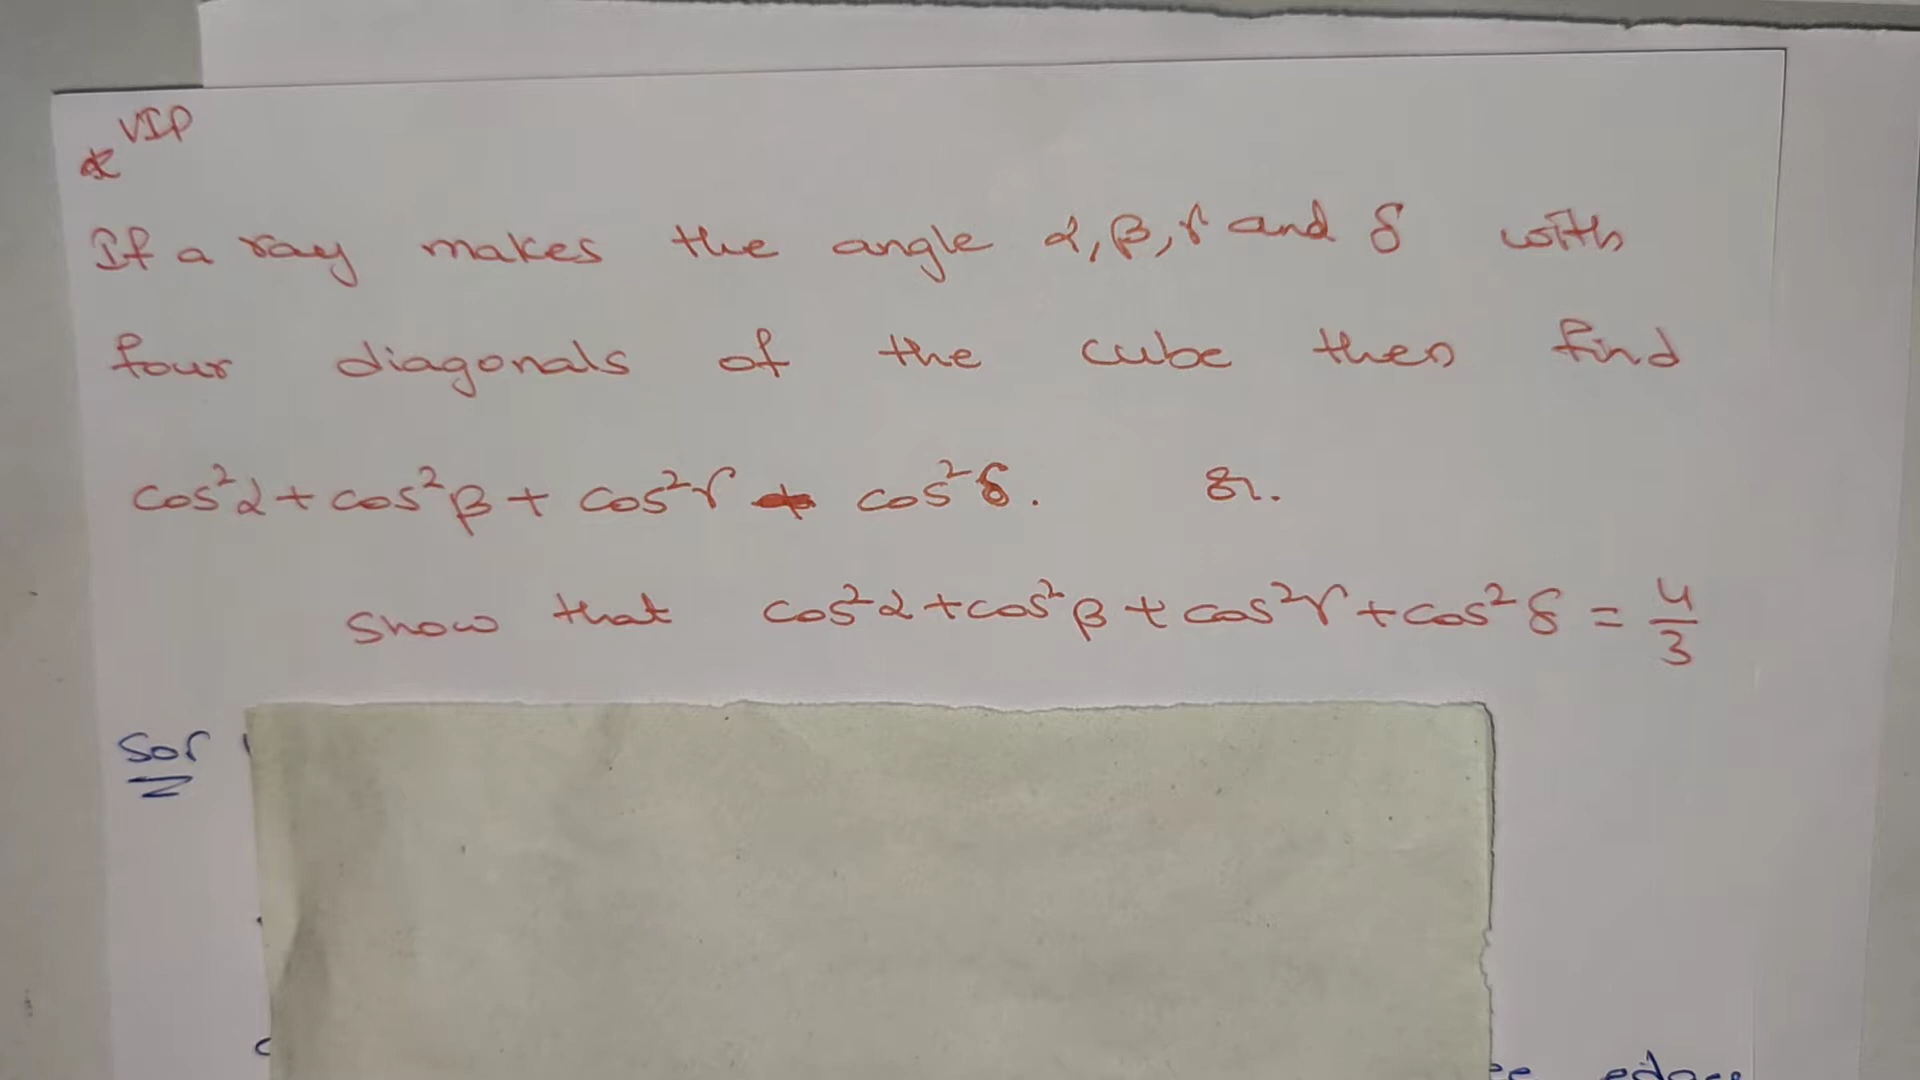 VIP
*
If a ray makes the angle α, β, γ and δ with
four diagonals of the cube then find
cos²α + cos²β + cos²γ + cos²δ. or.
show that cos²α + cos²β + cos²γ + cos²δ = 4/3
Sol